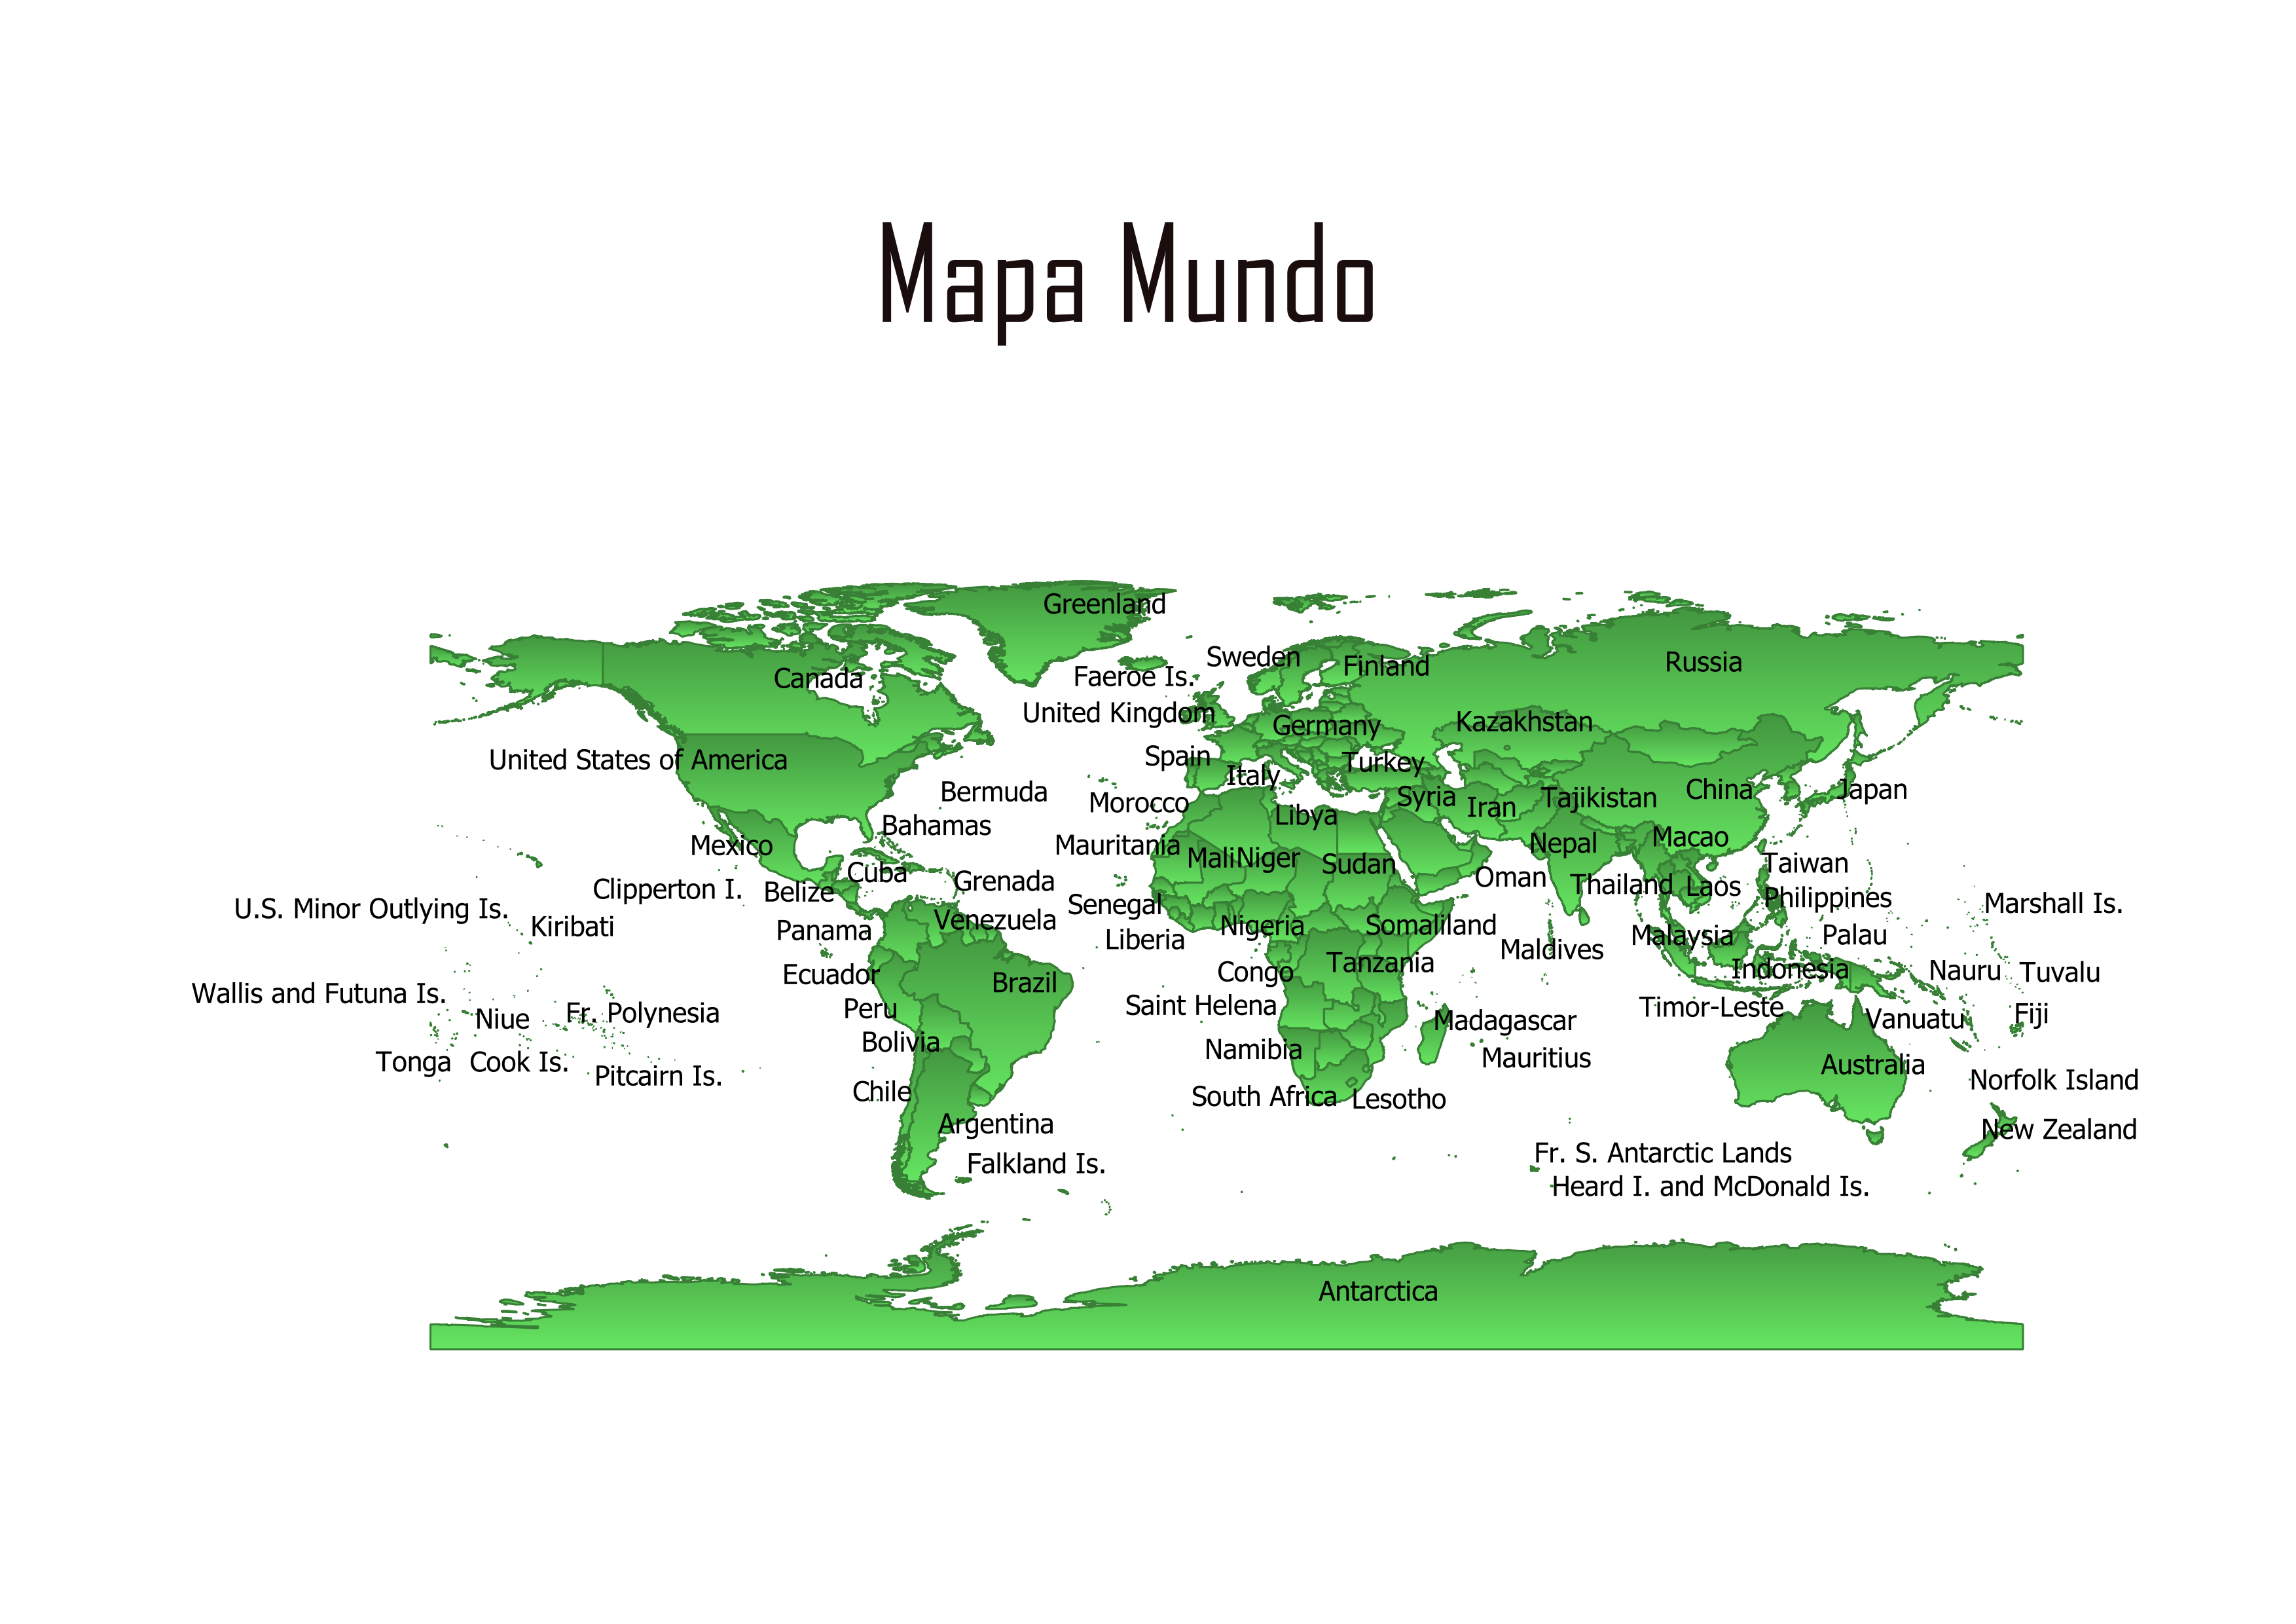 Mapa Mundo
Greenland
Sweden
Finland
Russia
Canada
Faeroe Is.
United Kingdom
Germany
Kazakhstan
United States of America
Spain
Italy
Turkey
Bermuda
Morocco
Libya
Syria
Iran
Tajikistan
China
Japan
Bahamas
Mexico
Mauritania
Mali
Niger
Sudan
Nepal
Macao
Taiwan
Cuba
Grenada
Clipperton I.
Belize
Oman
Thailand
Laos
Philippines
Marshall Is.
U.S. Minor Outlying Is.
Kiribati
Panama
Venezuela
Senegal
Liberia
Nigeria
Somaliland
Maldives
Malaysia
Palau
Ecuador
Brazil
Congo
Tanzania
Indonesia
Nauru
Tuvalu
Wallis and Futuna Is.
Niue
Fr. Polynesia
Peru
Saint Helena
Madagascar
Timor-Leste
Vanuatu
Fiji
Bolivia
Namibia
Mauritius
Tonga
Cook Is.
Pitcairn Is.
Australia
Norfolk Island
Chile
South Africa
Lesotho
Argentina
New Zealand
Falkland Is.
Fr. S. Antarctic Lands
Heard I. and McDonald Is.
Antarctica